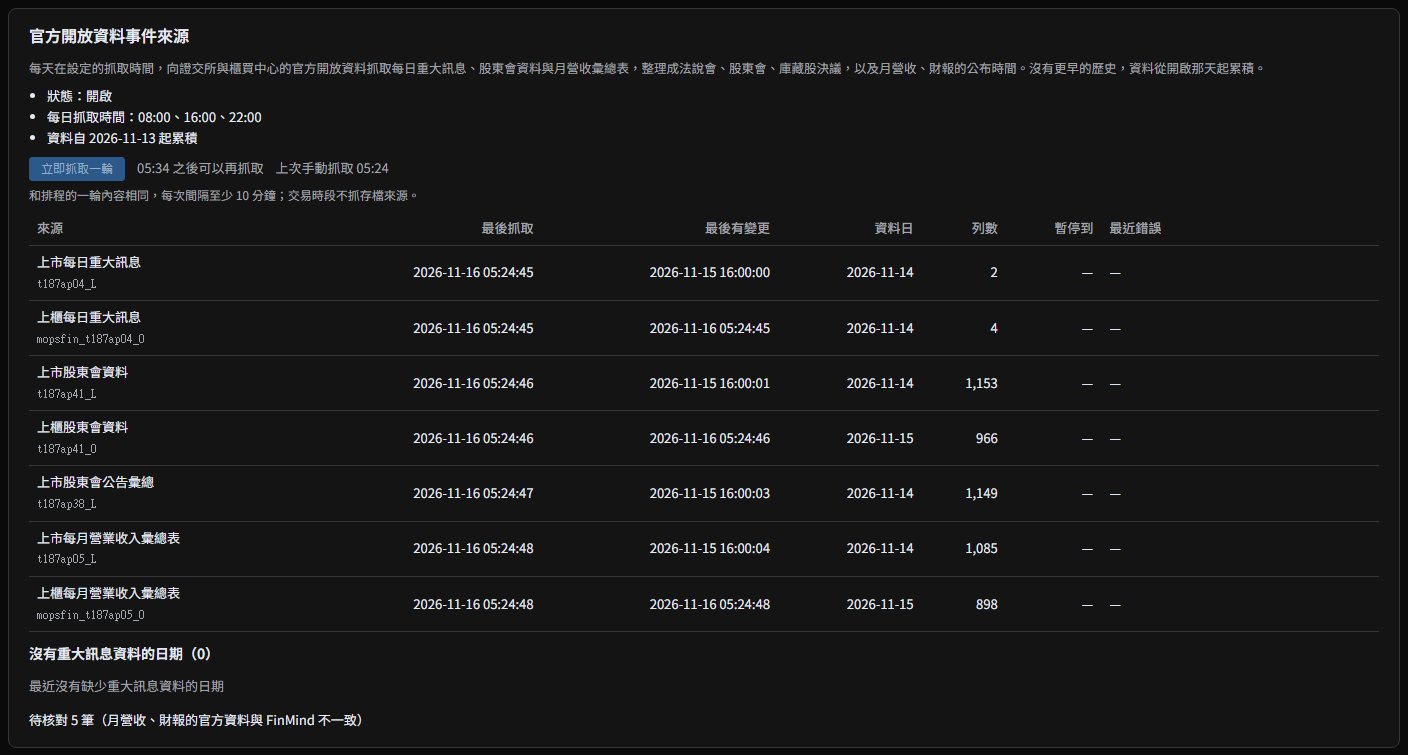 官方開放資料事件來源
每天在設定的抓取時間，向證交所與櫃買中心的官方開放資料抓取每日重大訊息、股東會資料與月營收彙總表，整理成法說會、股東會、庫藏股決議，以及月營收、財報的公布時間。沒有更早的歷史，資料從開啟那天起累積。
• 狀態：開啟
• 每日抓取時間：08:00、16:00、22:00
• 資料自 2026-11-13 起累積
立即抓取一輪 05:34 之後可以再抓取 上次手動抓取 05:24
和排程的一輪內容相同，每次間隔至少 10 分鐘；交易時段不抓存檔來源。
來源 最後抓取 最後有變更 資料日 列數 暫停到 最近錯誤
上市每日重大訊息
t187ap04_L
2026-11-16 05:24:45 2026-11-15 16:00:00 2026-11-14 2 — —
上櫃每日重大訊息
mopsfin_t187ap04_O
2026-11-16 05:24:45 2026-11-16 05:24:45 2026-11-14 4 — —
上市股東會資料
t187ap41_L
2026-11-16 05:24:46 2026-11-15 16:00:01 2026-11-14 1,153 — —
上櫃股東會資料
t187ap41_O
2026-11-16 05:24:46 2026-11-16 05:24:46 2026-11-15 966 — —
上市股東會公告彙總
t187ap38_L
2026-11-16 05:24:47 2026-11-15 16:00:03 2026-11-14 1,149 — —
上市每月營業收入彙總表
t187ap05_L
2026-11-16 05:24:48 2026-11-15 16:00:04 2026-11-14 1,085 — —
上櫃每月營業收入彙總表
mopsfin_t187ap05_O
2026-11-16 05:24:48 2026-11-16 05:24:48 2026-11-15 898 — —
沒有重大訊息資料的日期（0）
最近沒有缺少重大訊息資料的日期
待核對 5 筆（月營收、財報的官方資料與 FinMind 不一致）